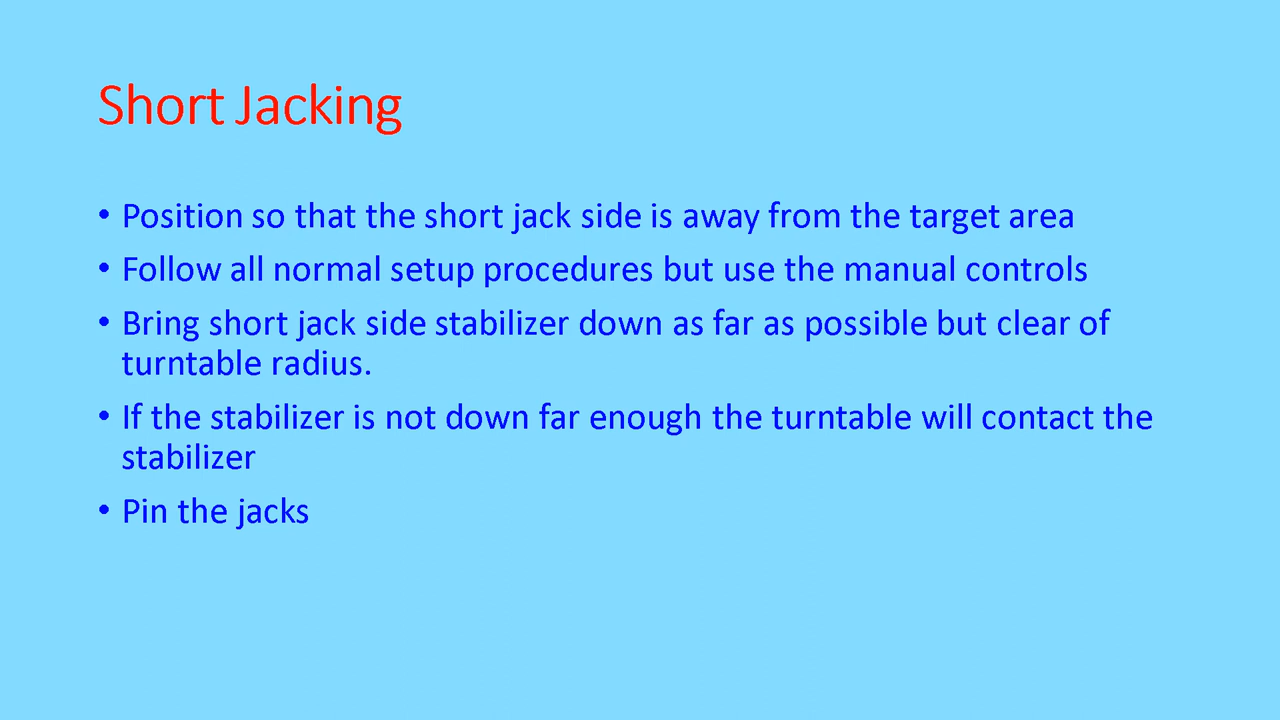 Short Jacking
• Position so that the short jack side is away from the target area
• Follow all normal setup procedures but use the manual controls
• Bring short jack side stabilizer down as far as possible but clear of
turntable radius.
• If the stabilizer is not down far enough the turntable will contact the
stabilizer
• Pin the jacks